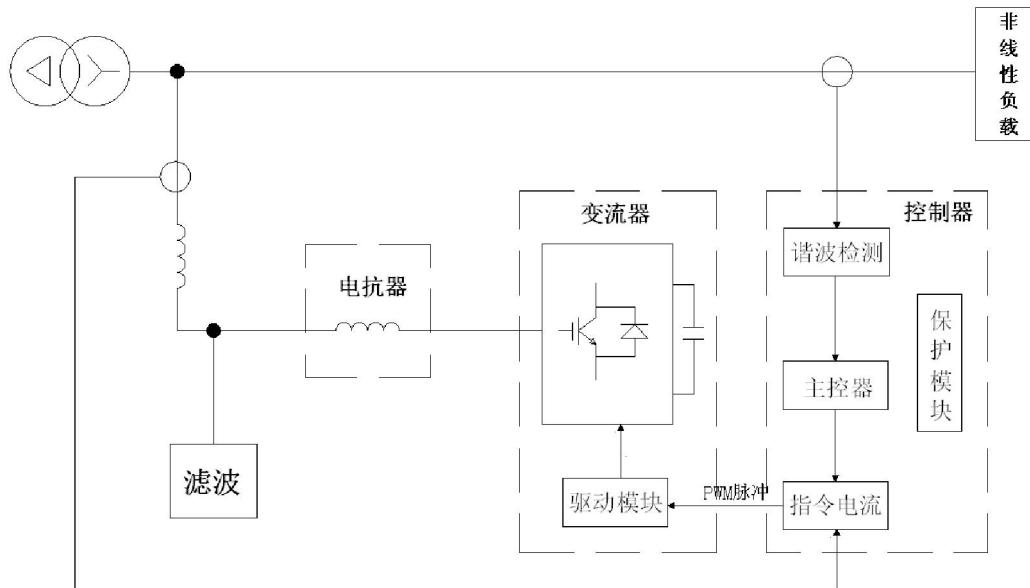 非线性负载
变流器
控制器
电抗器
谐波检测
保护模块
主控器
滤波
驱动模块
PWM脉冲
指令电流